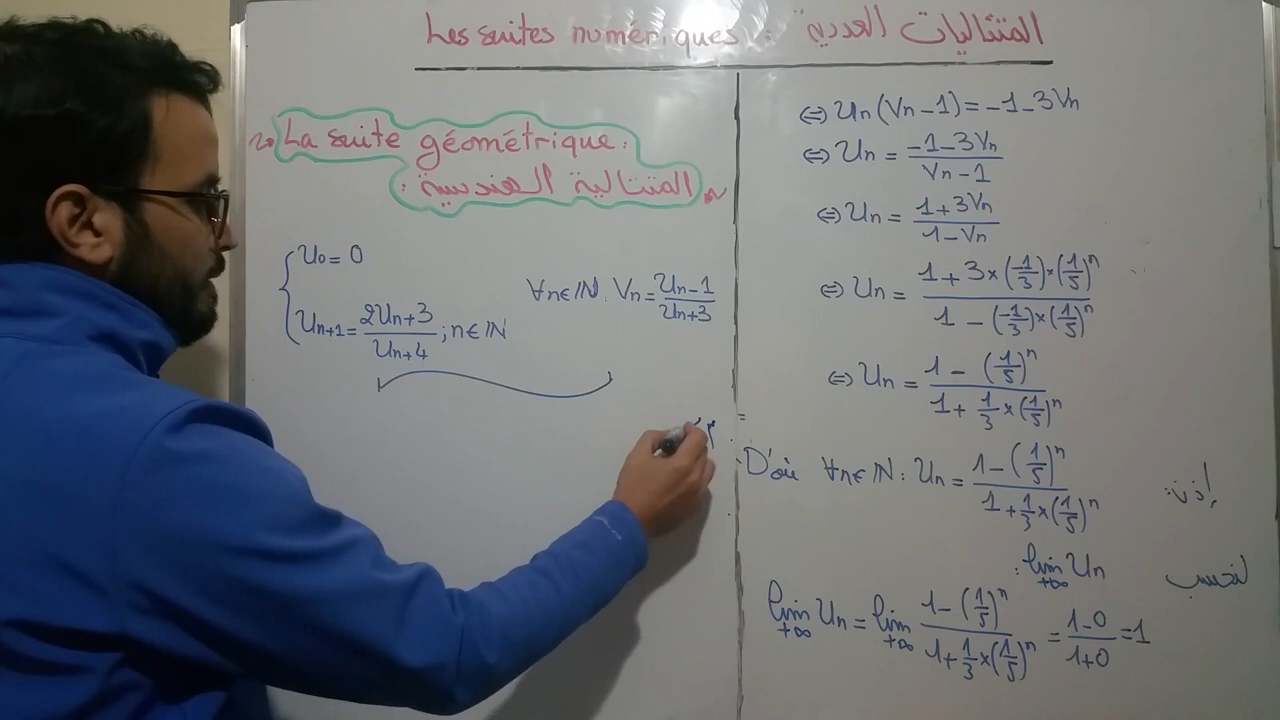 Les suites numériques : المتتاليات العددية
2) La suite géométrique :
المتتالية الهندسية :
U₀ = 0
Uₙ₊₁ = (2Uₙ+3)/(Uₙ+4) ; n∈ℕ
∀n∈ℕ : Vₙ = (Uₙ-1)/(Uₙ+3)
⇔ Uₙ(Vₙ-1) = -1-3Vₙ
⇔ Uₙ = (-1-3Vₙ)/(Vₙ-1)
⇔ Uₙ = (1+3Vₙ)/(1-Vₙ)
⇔ Uₙ = (1+3×(-1/3)×(1/5)ⁿ)/(1-(-1/3)×(1/5)ⁿ)
⇔ Uₙ = (1-(1/5)ⁿ)/(1+1/3×(1/5)ⁿ)
D'où ∀n∈ℕ : Uₙ = (1-(1/5)ⁿ)/(1+1/3×(1/5)ⁿ) إذن:
لنحسب lim Uₙ :
+∞
lim Uₙ = lim (1-(1/5)ⁿ)/(1+1/3×(1/5)ⁿ) = (1-0)/(1+0) = 1
+∞ +∞